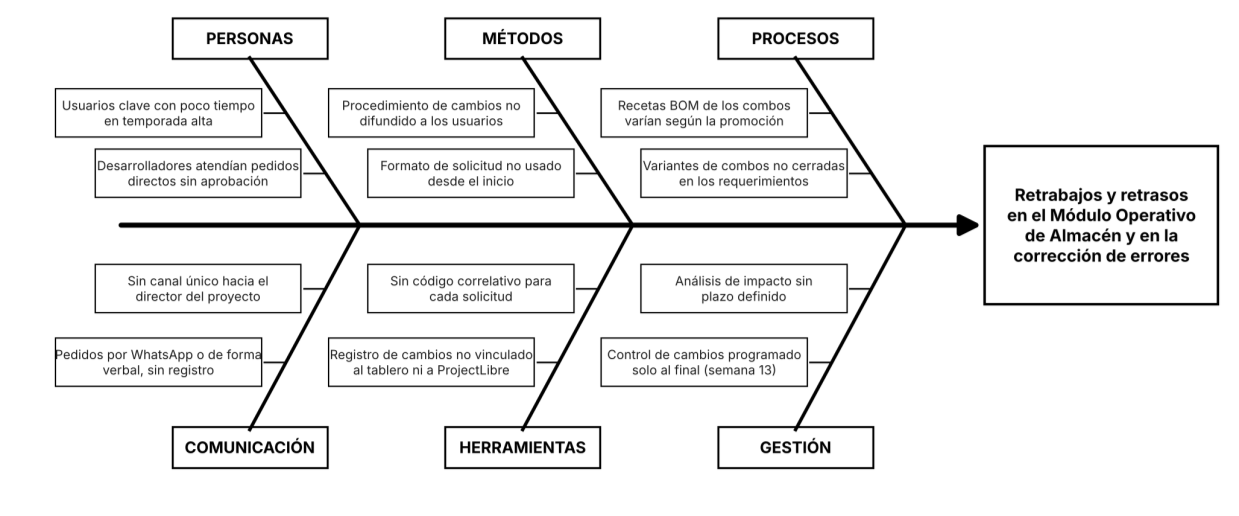 PERSONAS
MÉTODOS
PROCESOS
Usuarios clave con poco tiempo
en temporada alta
Procedimiento de cambios no
difundido a los usuarios
Recetas BOM de los combos
varían según la promoción
Desarrolladores atendían pedidos
directos sin aprobación
Formato de solicitud no usado
desde el inicio
Variantes de combos no cerradas
en los requerimientos
Retrabajos y retrasos
en el Módulo Operativo
de Almacén y en la
corrección de errores
Sin canal único hacia el
director del proyecto
Sin código correlativo para
cada solicitud
Análisis de impacto sin
plazo definido
Pedidos por WhatsApp o de forma
verbal, sin registro
Registro de cambios no vinculado
al tablero ni a ProjectLibre
Control de cambios programado
solo al final (semana 13)
COMUNICACIÓN
HERRAMIENTAS
GESTIÓN